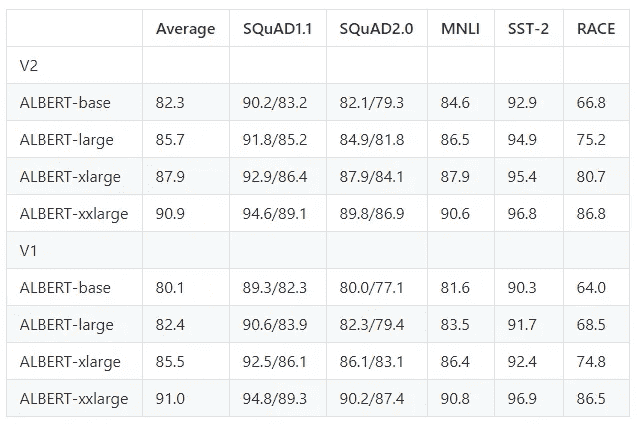 Average SQuAD1.1 SQuAD2.0 MNLI SST-2 RACE
V2
ALBERT-base 82.3 90.2/83.2 82.1/79.3 84.6 92.9 66.8
ALBERT-large 85.7 91.8/85.2 84.9/81.8 86.5 94.9 75.2
ALBERT-xlarge 87.9 92.9/86.4 87.9/84.1 87.9 95.4 80.7
ALBERT-xxlarge 90.9 94.6/89.1 89.8/86.9 90.6 96.8 86.8
V1
ALBERT-base 80.1 89.3/82.3 80.0/77.1 81.6 90.3 64.0
ALBERT-large 82.4 90.6/83.9 82.3/79.4 83.5 91.7 68.5
ALBERT-xlarge 85.5 92.5/86.1 86.1/83.1 86.4 92.4 74.8
ALBERT-xxlarge 91.0 94.8/89.3 90.2/87.4 90.8 96.9 86.5